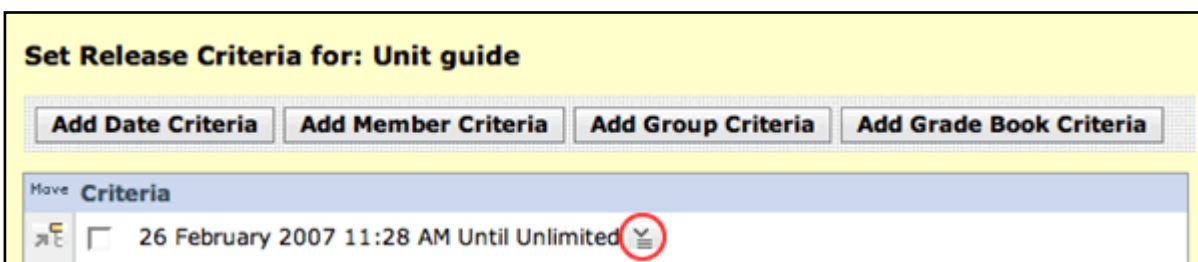 Set Release Criteria for: Unit guide
Add Date Criteria Add Member Criteria Add Group Criteria Add Grade Book Criteria
Move Criteria
26 February 2007 11:28 AM Until Unlimited